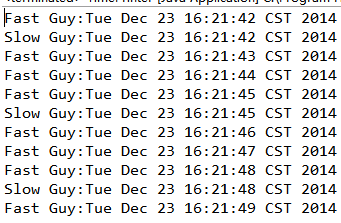 Fast Guy:Tue Dec 23 16:21:42 CST 2014
Slow Guy:Tue Dec 23 16:21:42 CST 2014
Fast Guy:Tue Dec 23 16:21:43 CST 2014
Fast Guy:Tue Dec 23 16:21:44 CST 2014
Fast Guy:Tue Dec 23 16:21:45 CST 2014
Slow Guy:Tue Dec 23 16:21:45 CST 2014
Fast Guy:Tue Dec 23 16:21:46 CST 2014
Fast Guy:Tue Dec 23 16:21:47 CST 2014
Fast Guy:Tue Dec 23 16:21:48 CST 2014
Slow Guy:Tue Dec 23 16:21:48 CST 2014
Fast Guy:Tue Dec 23 16:21:49 CST 2014